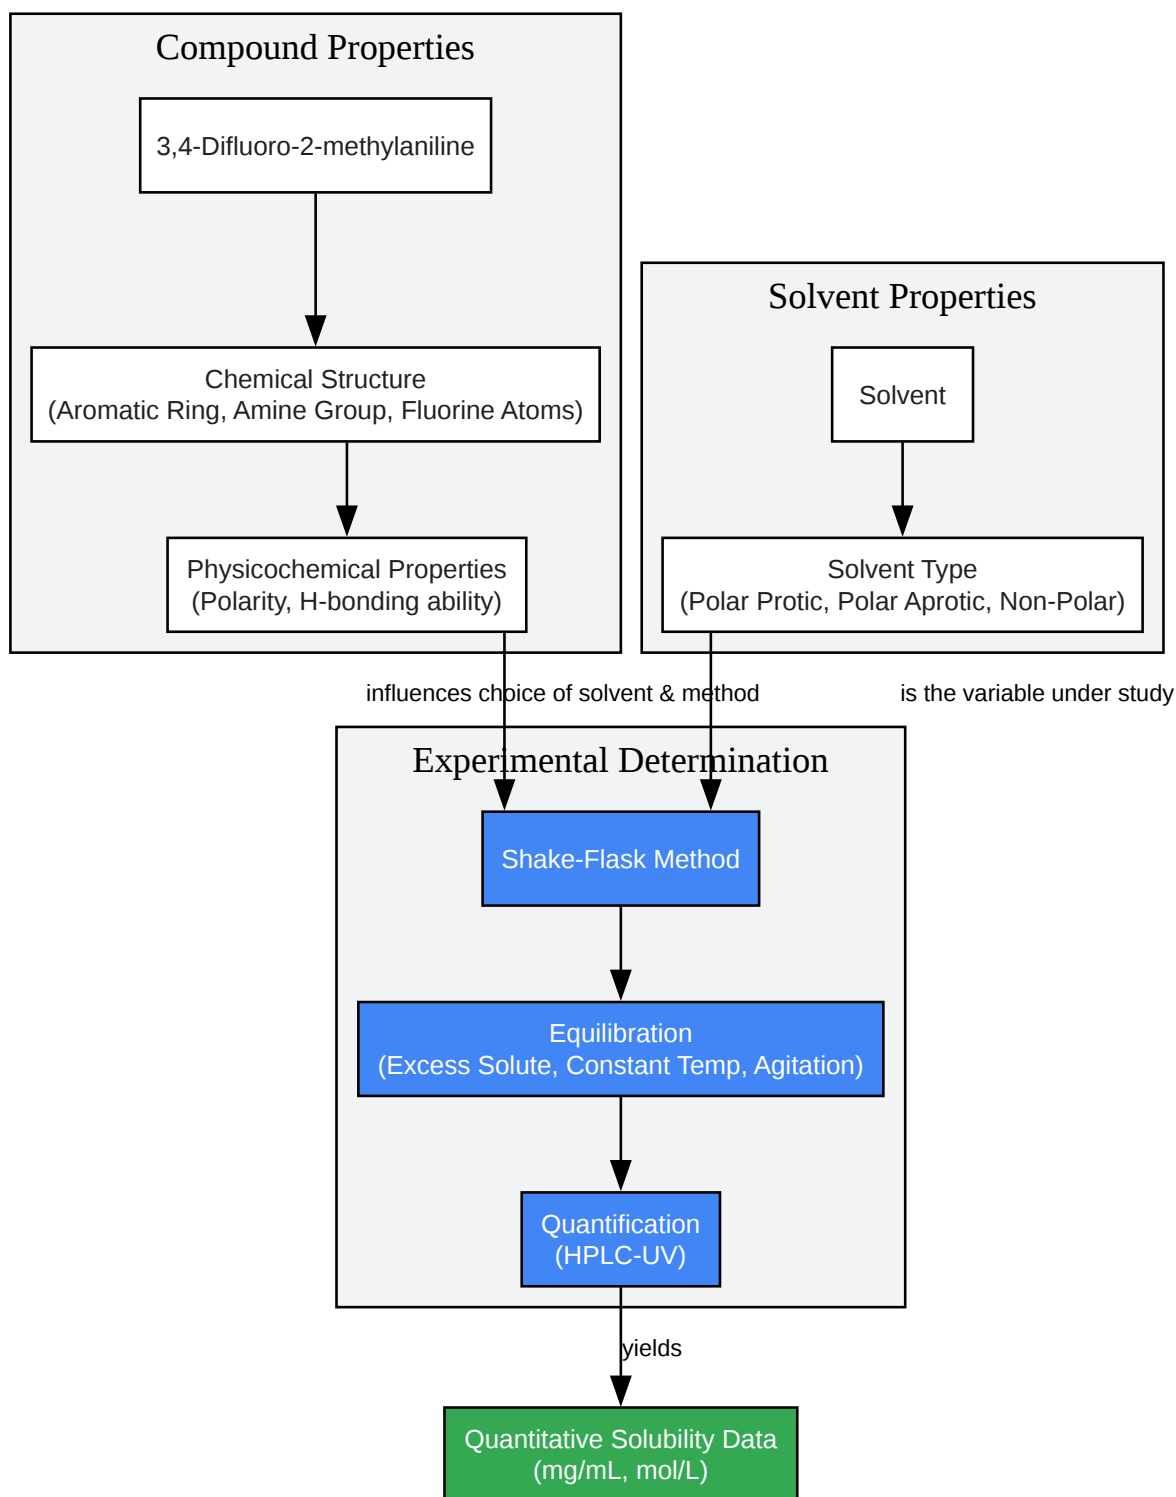 Compound Properties
3,4-Difluoro-2-methylaniline
Chemical Structure
(Aromatic Ring, Amine Group, Fluorine Atoms)
Physicochemical Properties
(Polarity, H-bonding ability)
Solvent Properties
Solvent
Solvent Type
(Polar Protic, Polar Aprotic, Non-Polar)
influences choice of solvent & method
is the variable under study
Experimental Determination
Shake-Flask Method
Equilibration
(Excess Solute, Constant Temp, Agitation)
Quantification
(HPLC-UV)
yields
Quantitative Solubility Data
(mg/mL, mol/L)